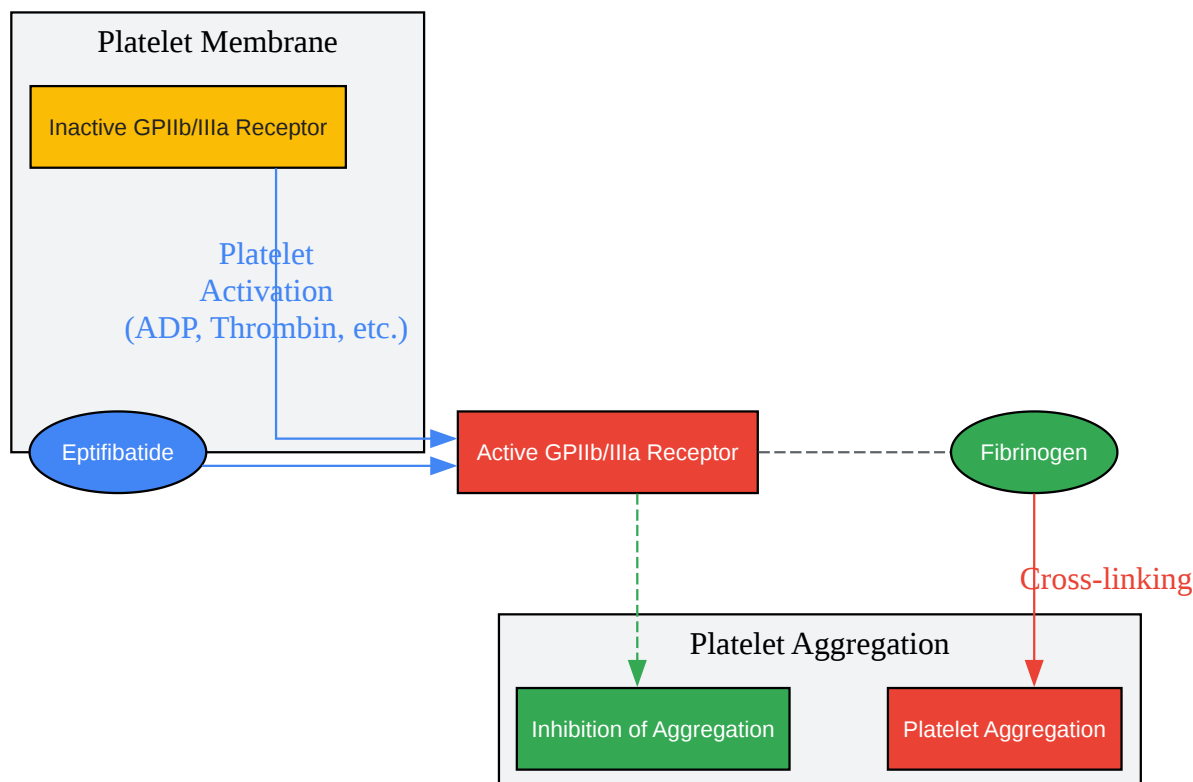 Platelet Membrane
Inactive GPIIb/IIIa Receptor
Platelet
Activation
(ADP, Thrombin, etc.)
Eptifibatide
Active GPIIb/IIIa Receptor
Fibrinogen
Cross-linking
Platelet Aggregation
Inhibition of Aggregation
Platelet Aggregation